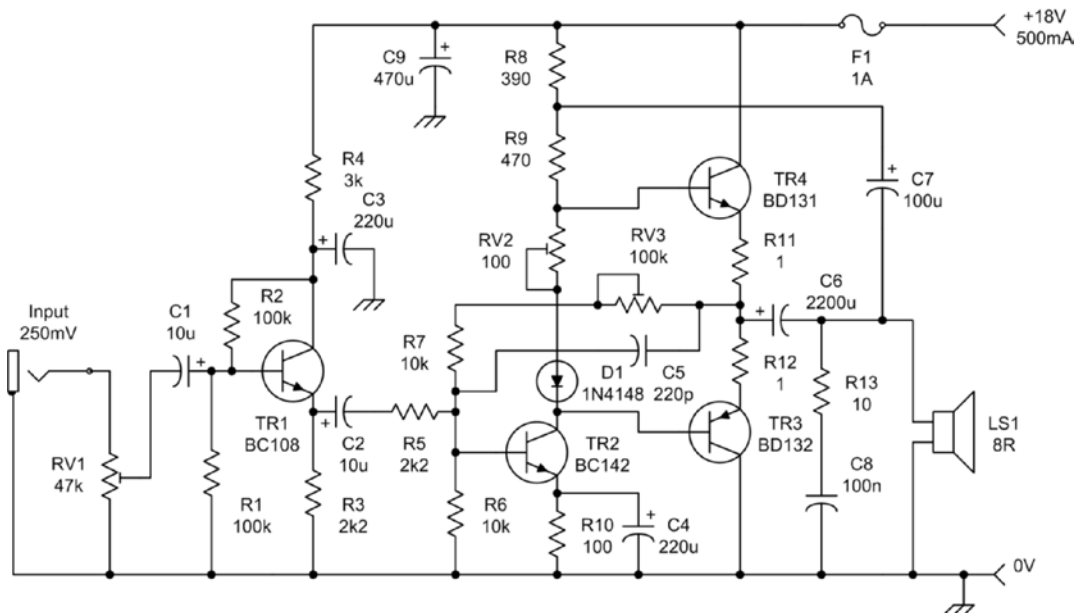 +18V
500mA
F1
1A
C9
470u
R8
390
R9
470
R4
3k
C3
220u
TR4
BD131
C7
100u
RV2
100
RV3
100k
R11
1
C6
2200u
Input
250mV
C1
10u
R2
100k
R7
10k
D1
1N4148
C5
220p
R12
1
R13
10
LS1
8R
TR1
BC108
C2
10u
R5
2k2
TR2
BC142
TR3
BD132
RV1
47k
R1
100k
R3
2k2
R6
10k
R10
100
C4
220u
C8
100n
0V
+
+
+
+
+
+
+